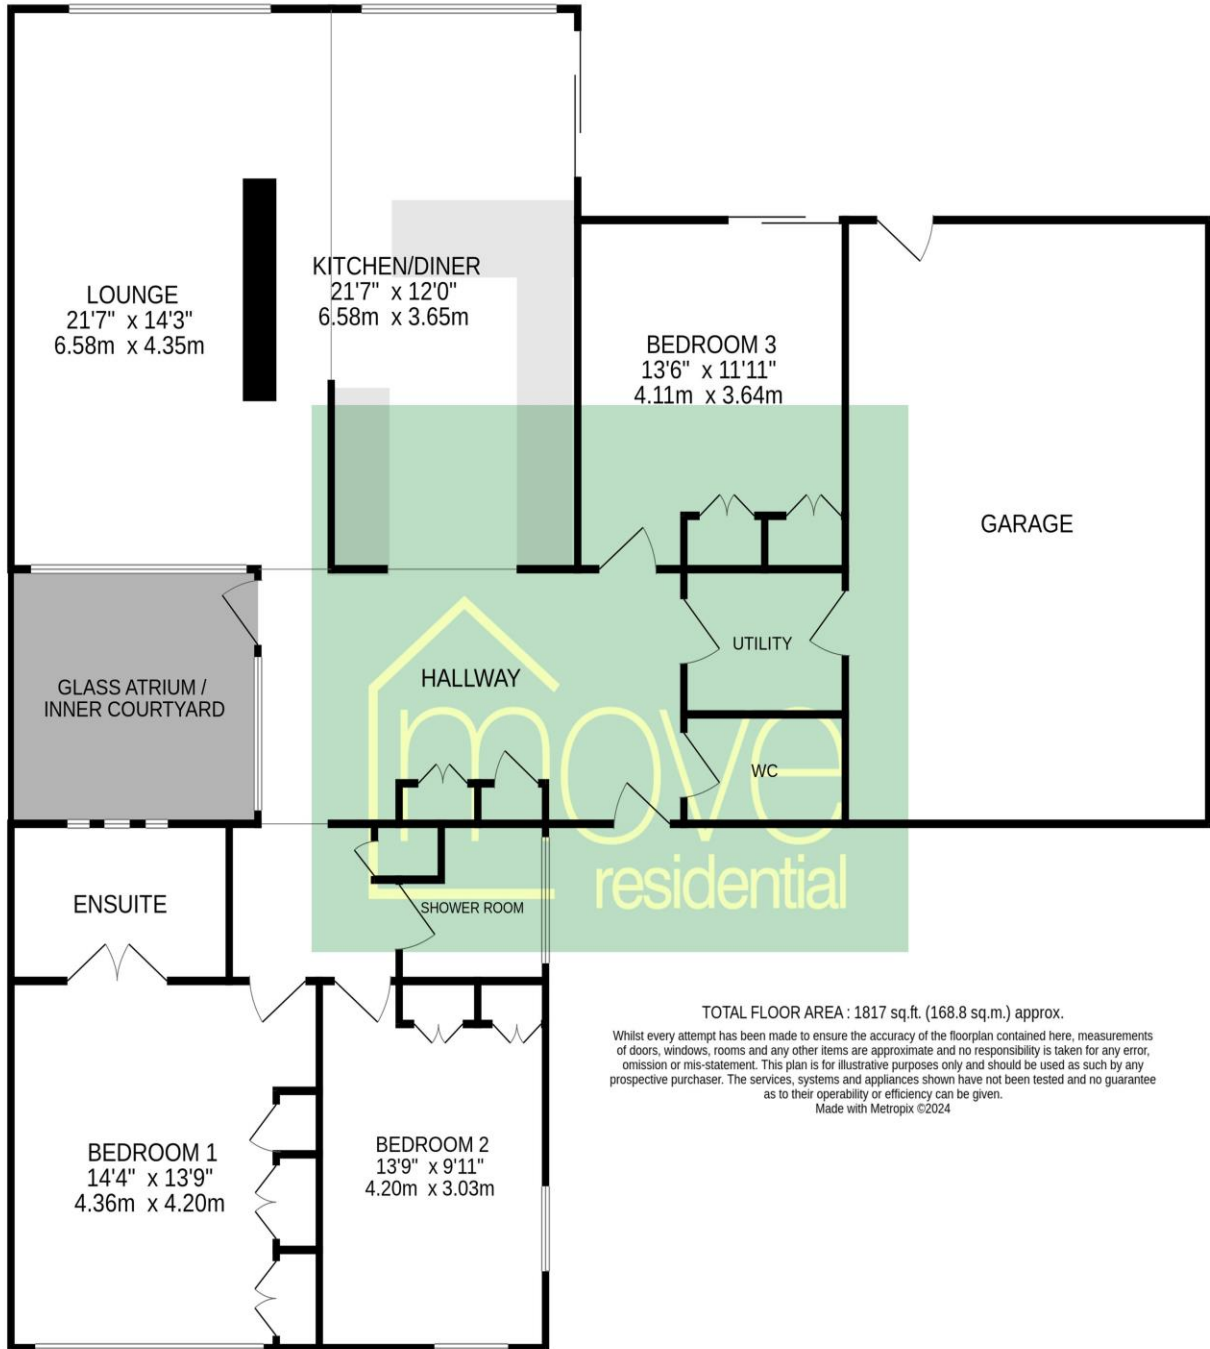 LOUNGE
21'7" x 14'3"
6.58m x 4.35m
KITCHEN/DINER
21'7" x 12'0"
6.58m x 3.65m
BEDROOM 3
13'6" x 11'11"
4.11m x 3.64m
GARAGE
UTILITY
HALLWAY
GLASS ATRIUM /
INNER COURTYARD
move
residential
WC
ENSUITE
SHOWER ROOM
BEDROOM 1
14'4" x 13'9"
4.36m x 4.20m
BEDROOM 2
13'9" x 9'11"
4.20m x 3.03m
TOTAL FLOOR AREA : 1817 sq.ft. (168.8 sq.m.) approx.
Whilst every attempt has been made to ensure the accuracy of the floorplan contained here, measurements
of doors, windows, rooms and any other items are approximate and no responsibility is taken for any error,
omission or mis-statement. This plan is for illustrative purposes only and should be used as such by any
prospective purchaser. The services, systems and appliances shown have not been tested and no guarantee
as to their operability or efficiency can be given.
Made with Metropix ©2024